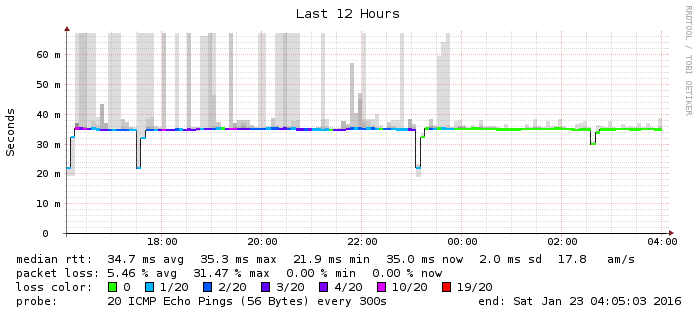 Last 12 Hours
RRDTOOL / TOBI OETIKER
Seconds
60 m
50 m
40 m
30 m
20 m
10 m
0
18:00 20:00 22:00 00:00 02:00 04:00
median rtt: 34.7 ms avg 35.3 ms max 21.9 ms min 35.0 ms now 2.0 ms sd 17.8 am/s
packet loss: 5.46 % avg 31.47 % max 0.00 % min 0.00 % now
loss color: 0 1/20 2/20 3/20 4/20 10/20 19/20
probe: 20 ICMP Echo Pings (56 Bytes) every 300s end: Sat Jan 23 04:05:03 2016